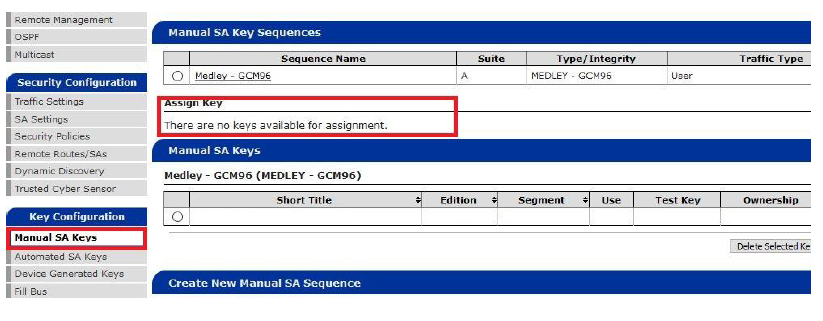 Remote Management
OSPF
Multicast
Security Configuration
Traffic Settings
SA Settings
Security Policies
Remote Routes/SAs
Dynamic Discovery
Trusted Cyber Sensor
Key Configuration
Manual SA Keys
Automated SA Keys
Device Generated Keys
Fill Bus
Manual SA Key Sequences
Sequence Name Suite Type/Integrity Traffic Type
Medley - GCM96 A MEDLEY - GCM96 User
Assign Key
There are no keys available for assignment.
Manual SA Keys
Medley - GCM96 (MEDLEY - GCM96)
Short Title Edition Segment Use Test Key Ownership
Delete Selected Ke
Create New Manual SA Sequence